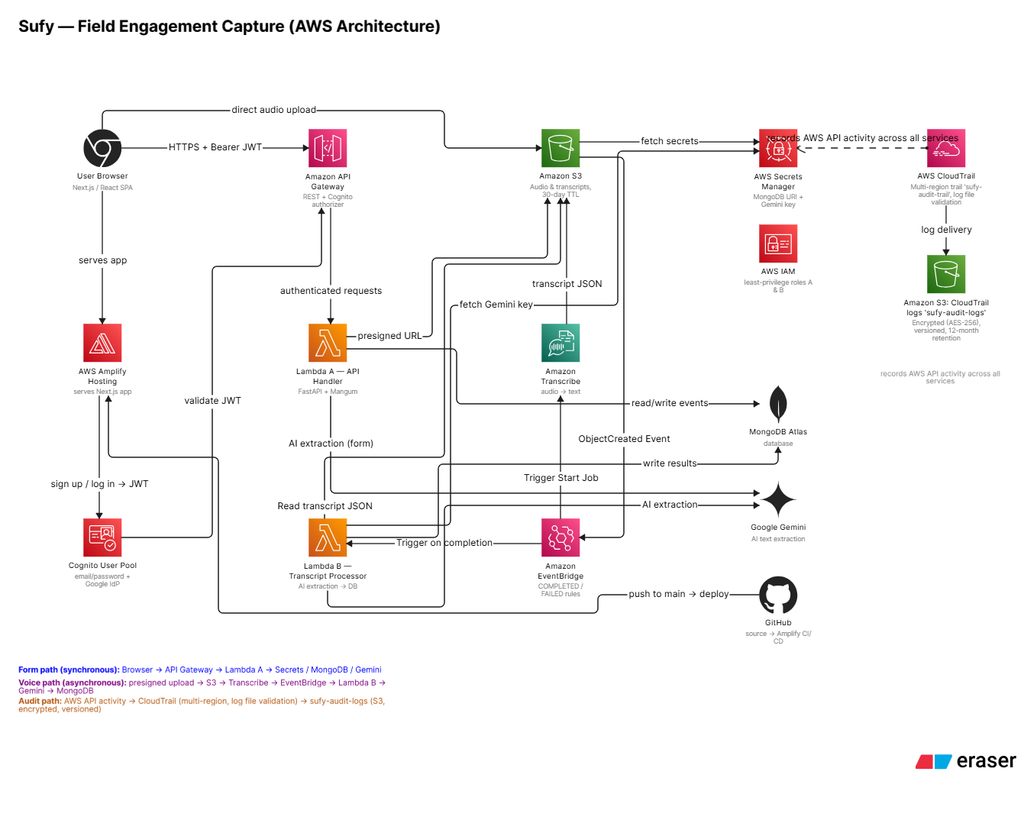 Sufy — Field Engagement Capture (AWS Architecture)
direct audio upload
HTTPS + Bearer JWT
fetch secrets
records AWS API activity across all services
User Browser
Next.js / React SPA
Amazon API
Gateway
REST + Cognito
authorizer
Amazon S3
Audio & transcripts,
30-day TTL
AWS Secrets
Manager
MongoDB URI +
Gemini key
AWS CloudTrail
Multi-region trail 'sufy-
audit-trail', log file
validation
log delivery
serves app
AWS IAM
least-privilege roles A
& B
authenticated requests
transcript JSON
fetch Gemini key
Amazon S3: CloudTrail
logs 'sufy-audit-logs'
Encrypted (AES-256),
versioned, 12-month
retention
presigned URL
AWS Amplify
Hosting
serves Next.js app
Lambda A — API
Handler
FastAPI + Mangum
Amazon
Transcribe
audio → text
records AWS API activity across all
services
validate JWT
read/write events
MongoDB Atlas
database
AI extraction (form)
ObjectCreated Event
write results
sign up / log in → JWT
Trigger Start Job
Read transcript JSON
AI extraction
Google Gemini
AI text extraction
Trigger on completion
Cognito User Pool
email/password +
Google IdP
Lambda B —
Transcript Processor
AI extraction → DB
Amazon
EventBridge
COMPLETED /
FAILED rules
push to main → deploy
GitHub
source → Amplify CI/
CD
Form path (synchronous): Browser → API Gateway → Lambda A → Secrets / MongoDB / Gemini
Voice path (asynchronous): presigned upload → S3 → Transcribe → EventBridge → Lambda B →
Gemini → MongoDB
Audit path: AWS API activity → CloudTrail (multi-region, log file validation) → sufy-audit-logs (S3,
encrypted, versioned)
eraser